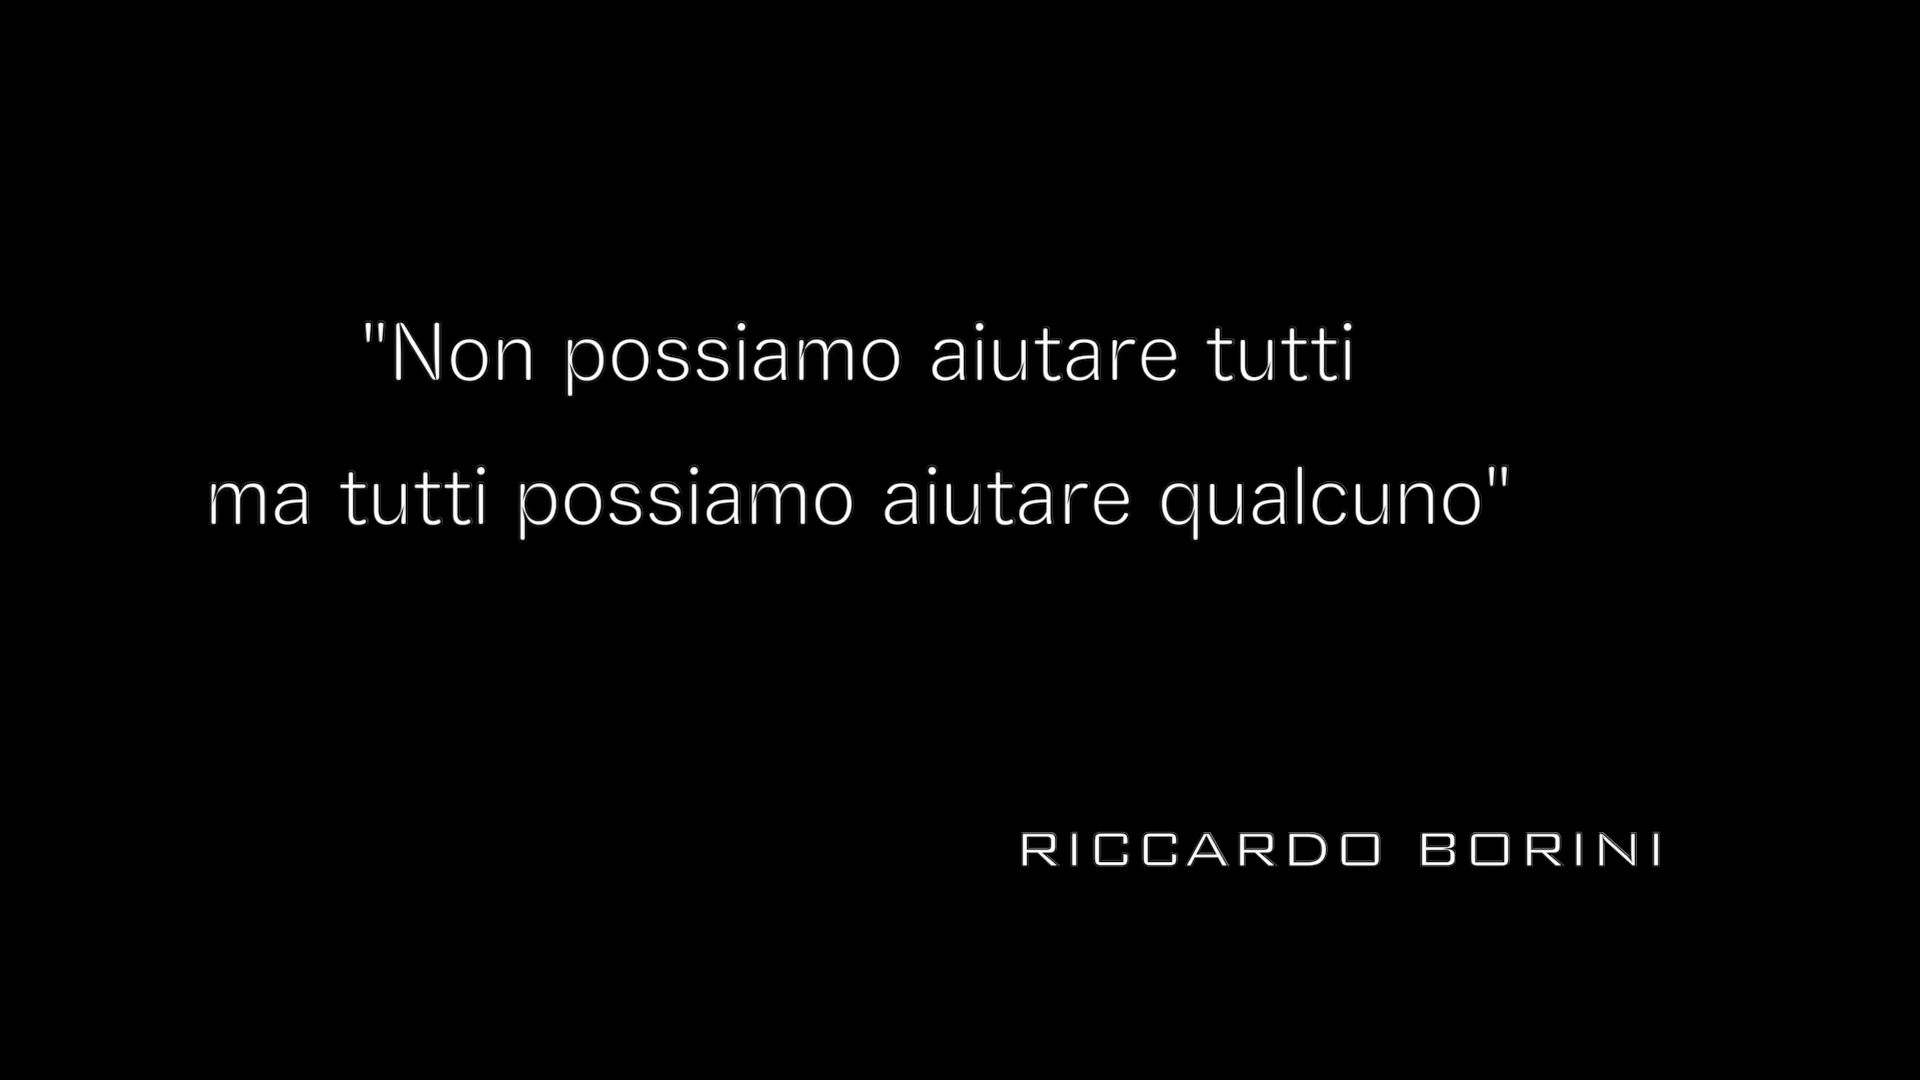 "Non possiamo aiutare tutti
ma tutti possiamo aiutare qualcuno"
RICCARDO BORINI